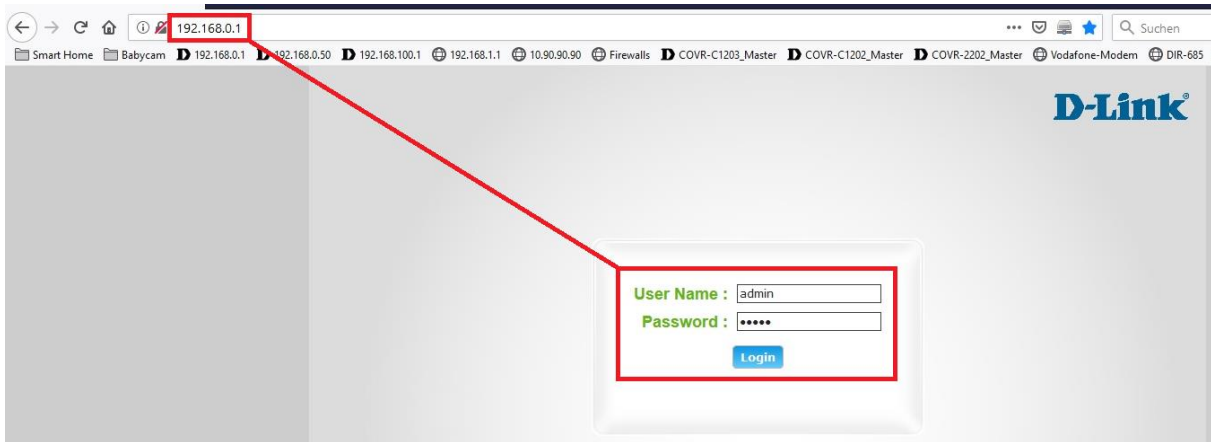 192.168.0.1
Suchen
Smart Home Babycam 192.168.0.1 192.168.0.50 192.168.100.1 192.168.1.1 10.90.90.90 Firewalls COVR-C1203_Master COVR-C1202_Master COVR-2202_Master Vodafone-Modem DIR-685
D-Link®
User Name : admin
Password : •••••
Login